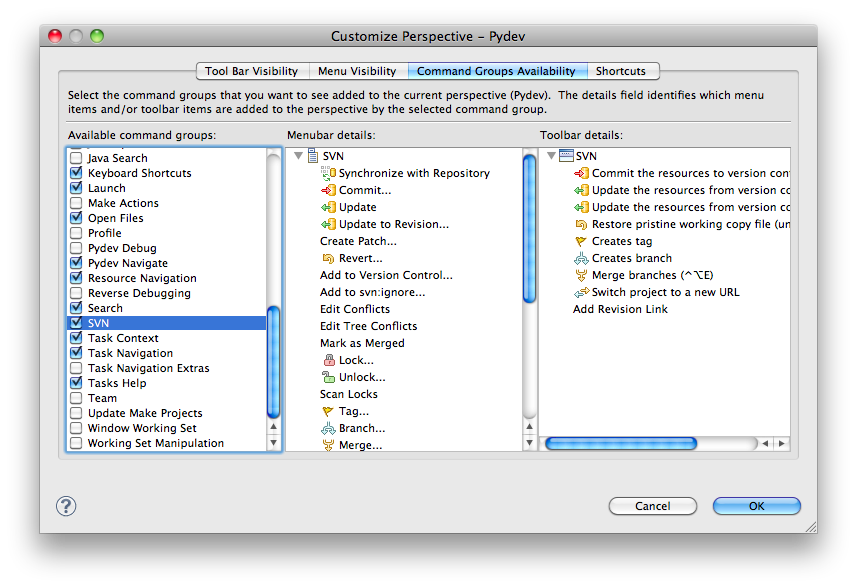 Customize Perspective – Pydev
Tool Bar Visibility Menu Visibility Command Groups Availability Shortcuts
Select the command groups that you want to see added to the current perspective (Pydev). The details field identifies which menu
items and/or toolbar items are added to the perspective by the selected command group.
Available command groups:
Java Search
Keyboard Shortcuts
Launch
Make Actions
Open Files
Profile
Pydev Debug
Pydev Navigate
Resource Navigation
Reverse Debugging
Search
SVN
Task Context
Task Navigation
Task Navigation Extras
Tasks Help
Team
Update Make Projects
Window Working Set
Working Set Manipulation
Menubar details:
SVN
Synchronize with Repository
Commit...
Update
Update to Revision...
Create Patch...
Revert...
Add to Version Control...
Add to svn:ignore...
Edit Conflicts
Edit Tree Conflicts
Mark as Merged
Lock...
Unlock...
Scan Locks
Tag...
Branch...
Merge...
Toolbar details:
SVN
Commit the resources to version con
Update the resources from version co
Update the resources from version co
Restore pristine working copy file (un
Creates tag
Creates branch
Merge branches (^⌥E)
Switch project to a new URL
Add Revision Link
?
Cancel
OK